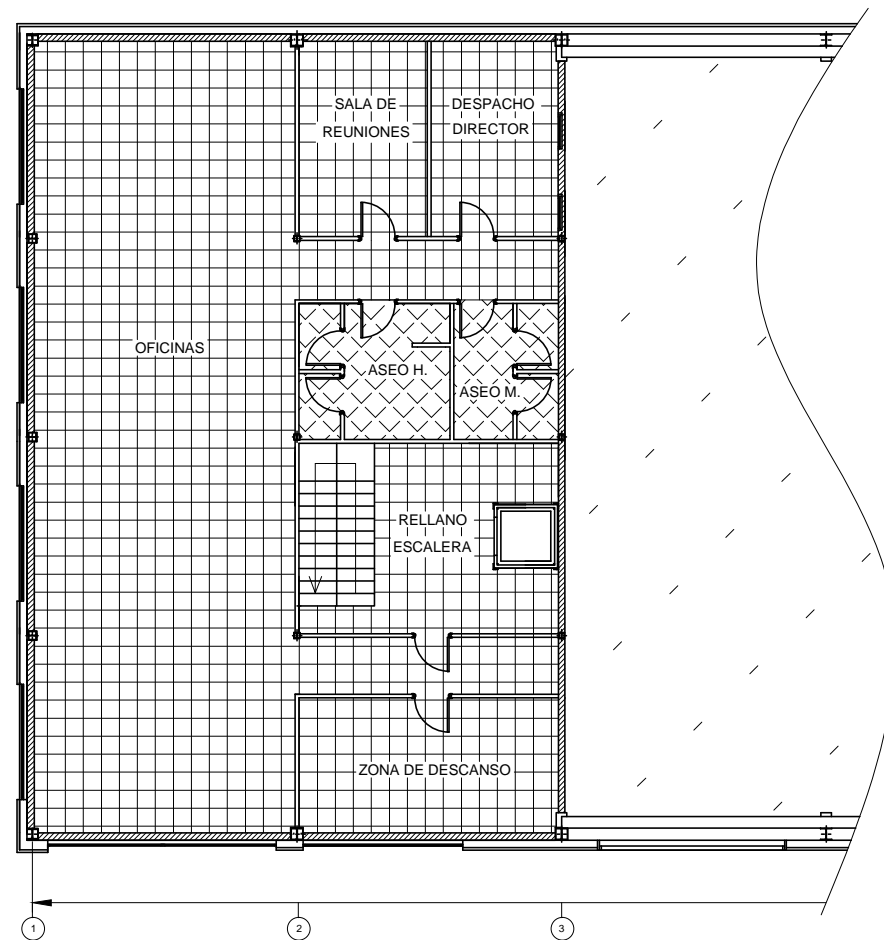 SALA DE
REUNIONES
DESPACHO
DIRECTOR
OFICINAS
ASEO H.
ASEO M.
RELLANO
ESCALERA
ZONA DE DESCANSO
1
2
3